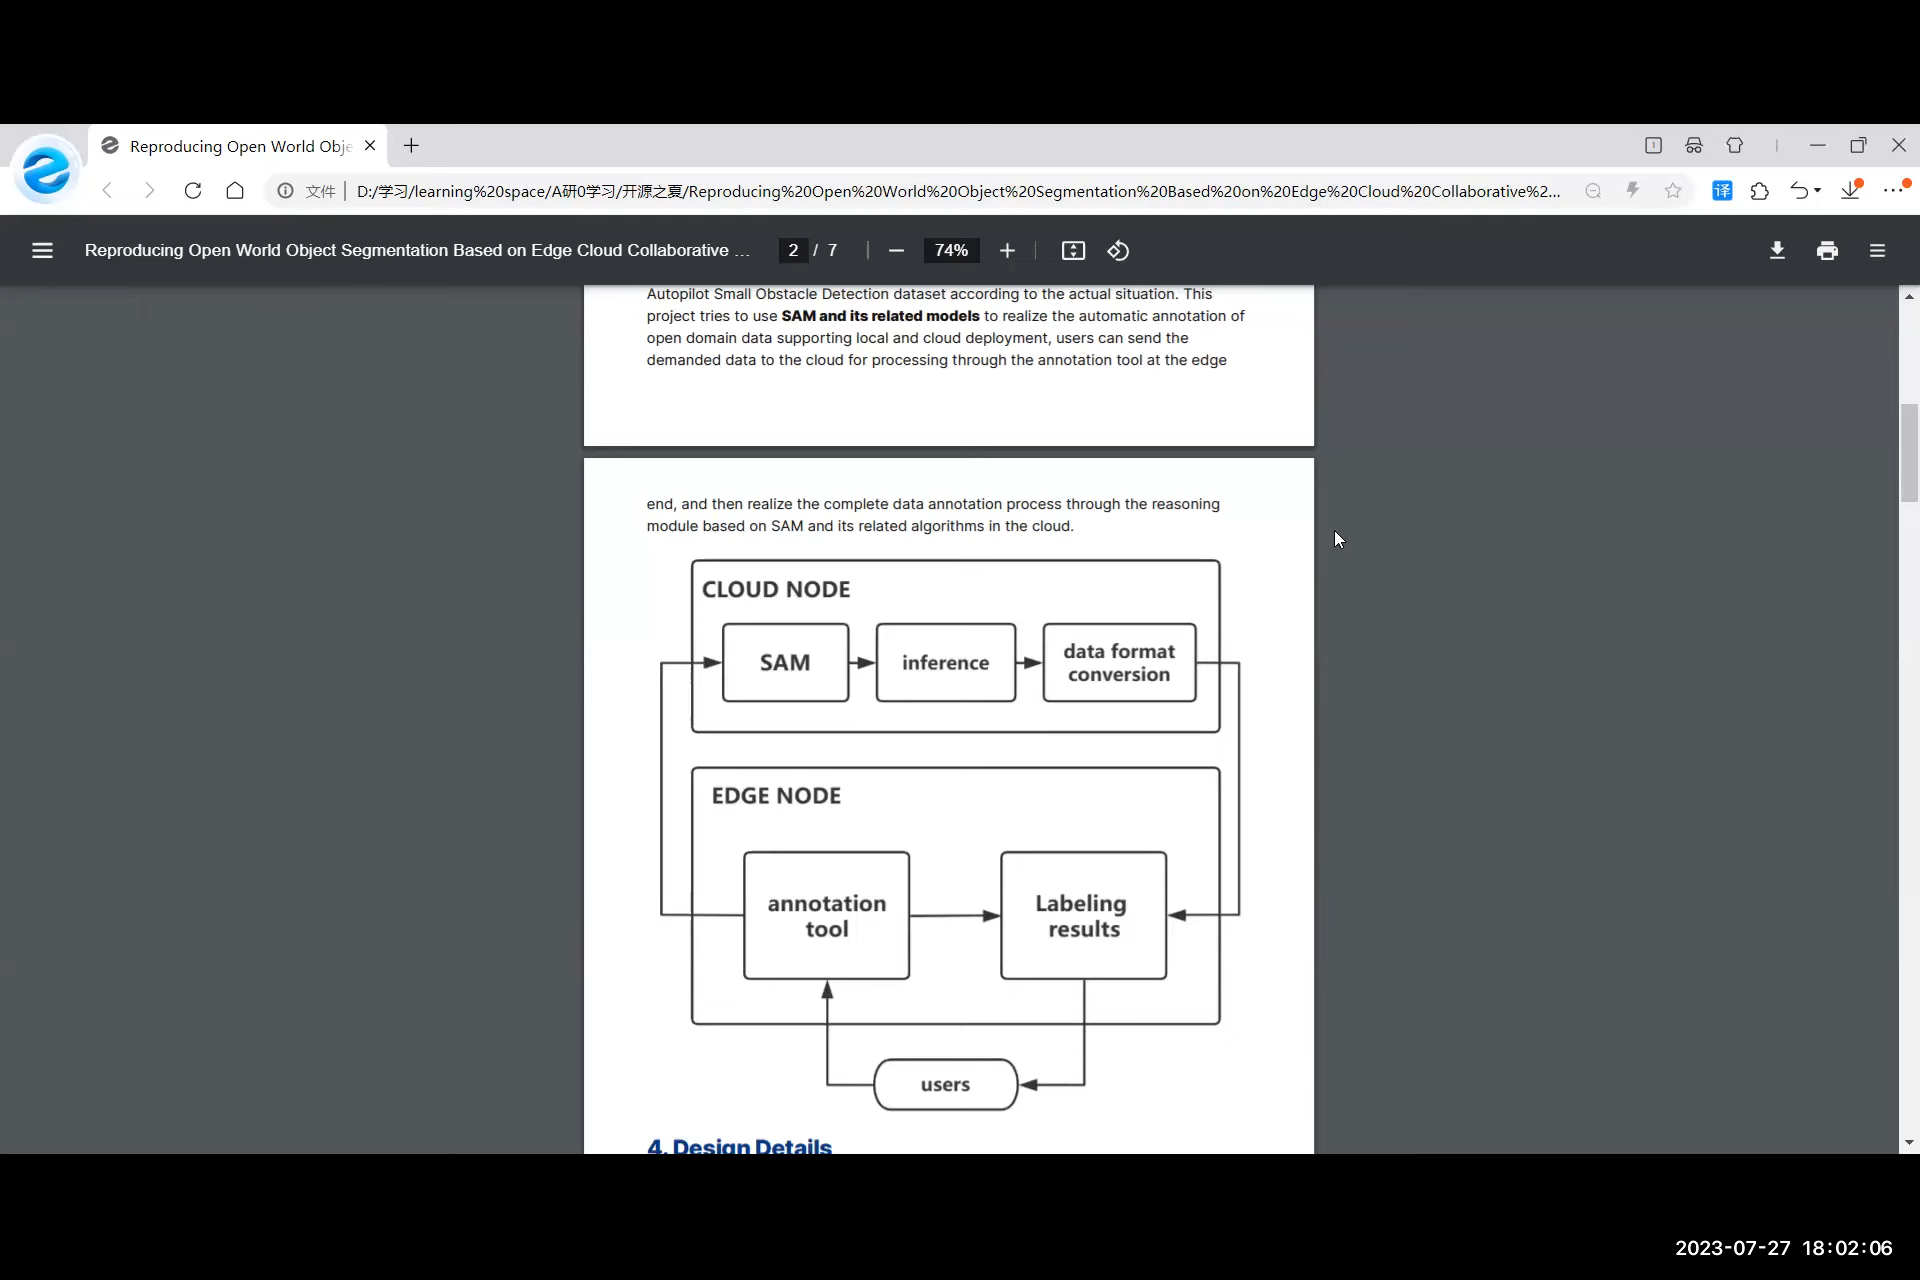 Reproducing Open World Obje
文件 D:/学习/learning%20space/A研0学习/开源之夏/Reproducing%20Open%20World%20Object%20Segmentation%20Based%20on%20Edge%20Cloud%20Collaborative%2...
译
1
Reproducing Open World Object Segmentation Based on Edge Cloud Collaborative ... 2 / 7 74%
Autopilot Small Obstacle Detection dataset according to the actual situation. This
project tries to use SAM and its related models to realize the automatic annotation of
open domain data supporting local and cloud deployment, users can send the
demanded data to the cloud for processing through the annotation tool at the edge
end, and then realize the complete data annotation process through the reasoning
module based on SAM and its related algorithms in the cloud.
CLOUD NODE
SAM
inference
data format
conversion
EDGE NODE
annotation
tool
Labeling
results
users
4. Design Details
2023-07-27 18:02:06